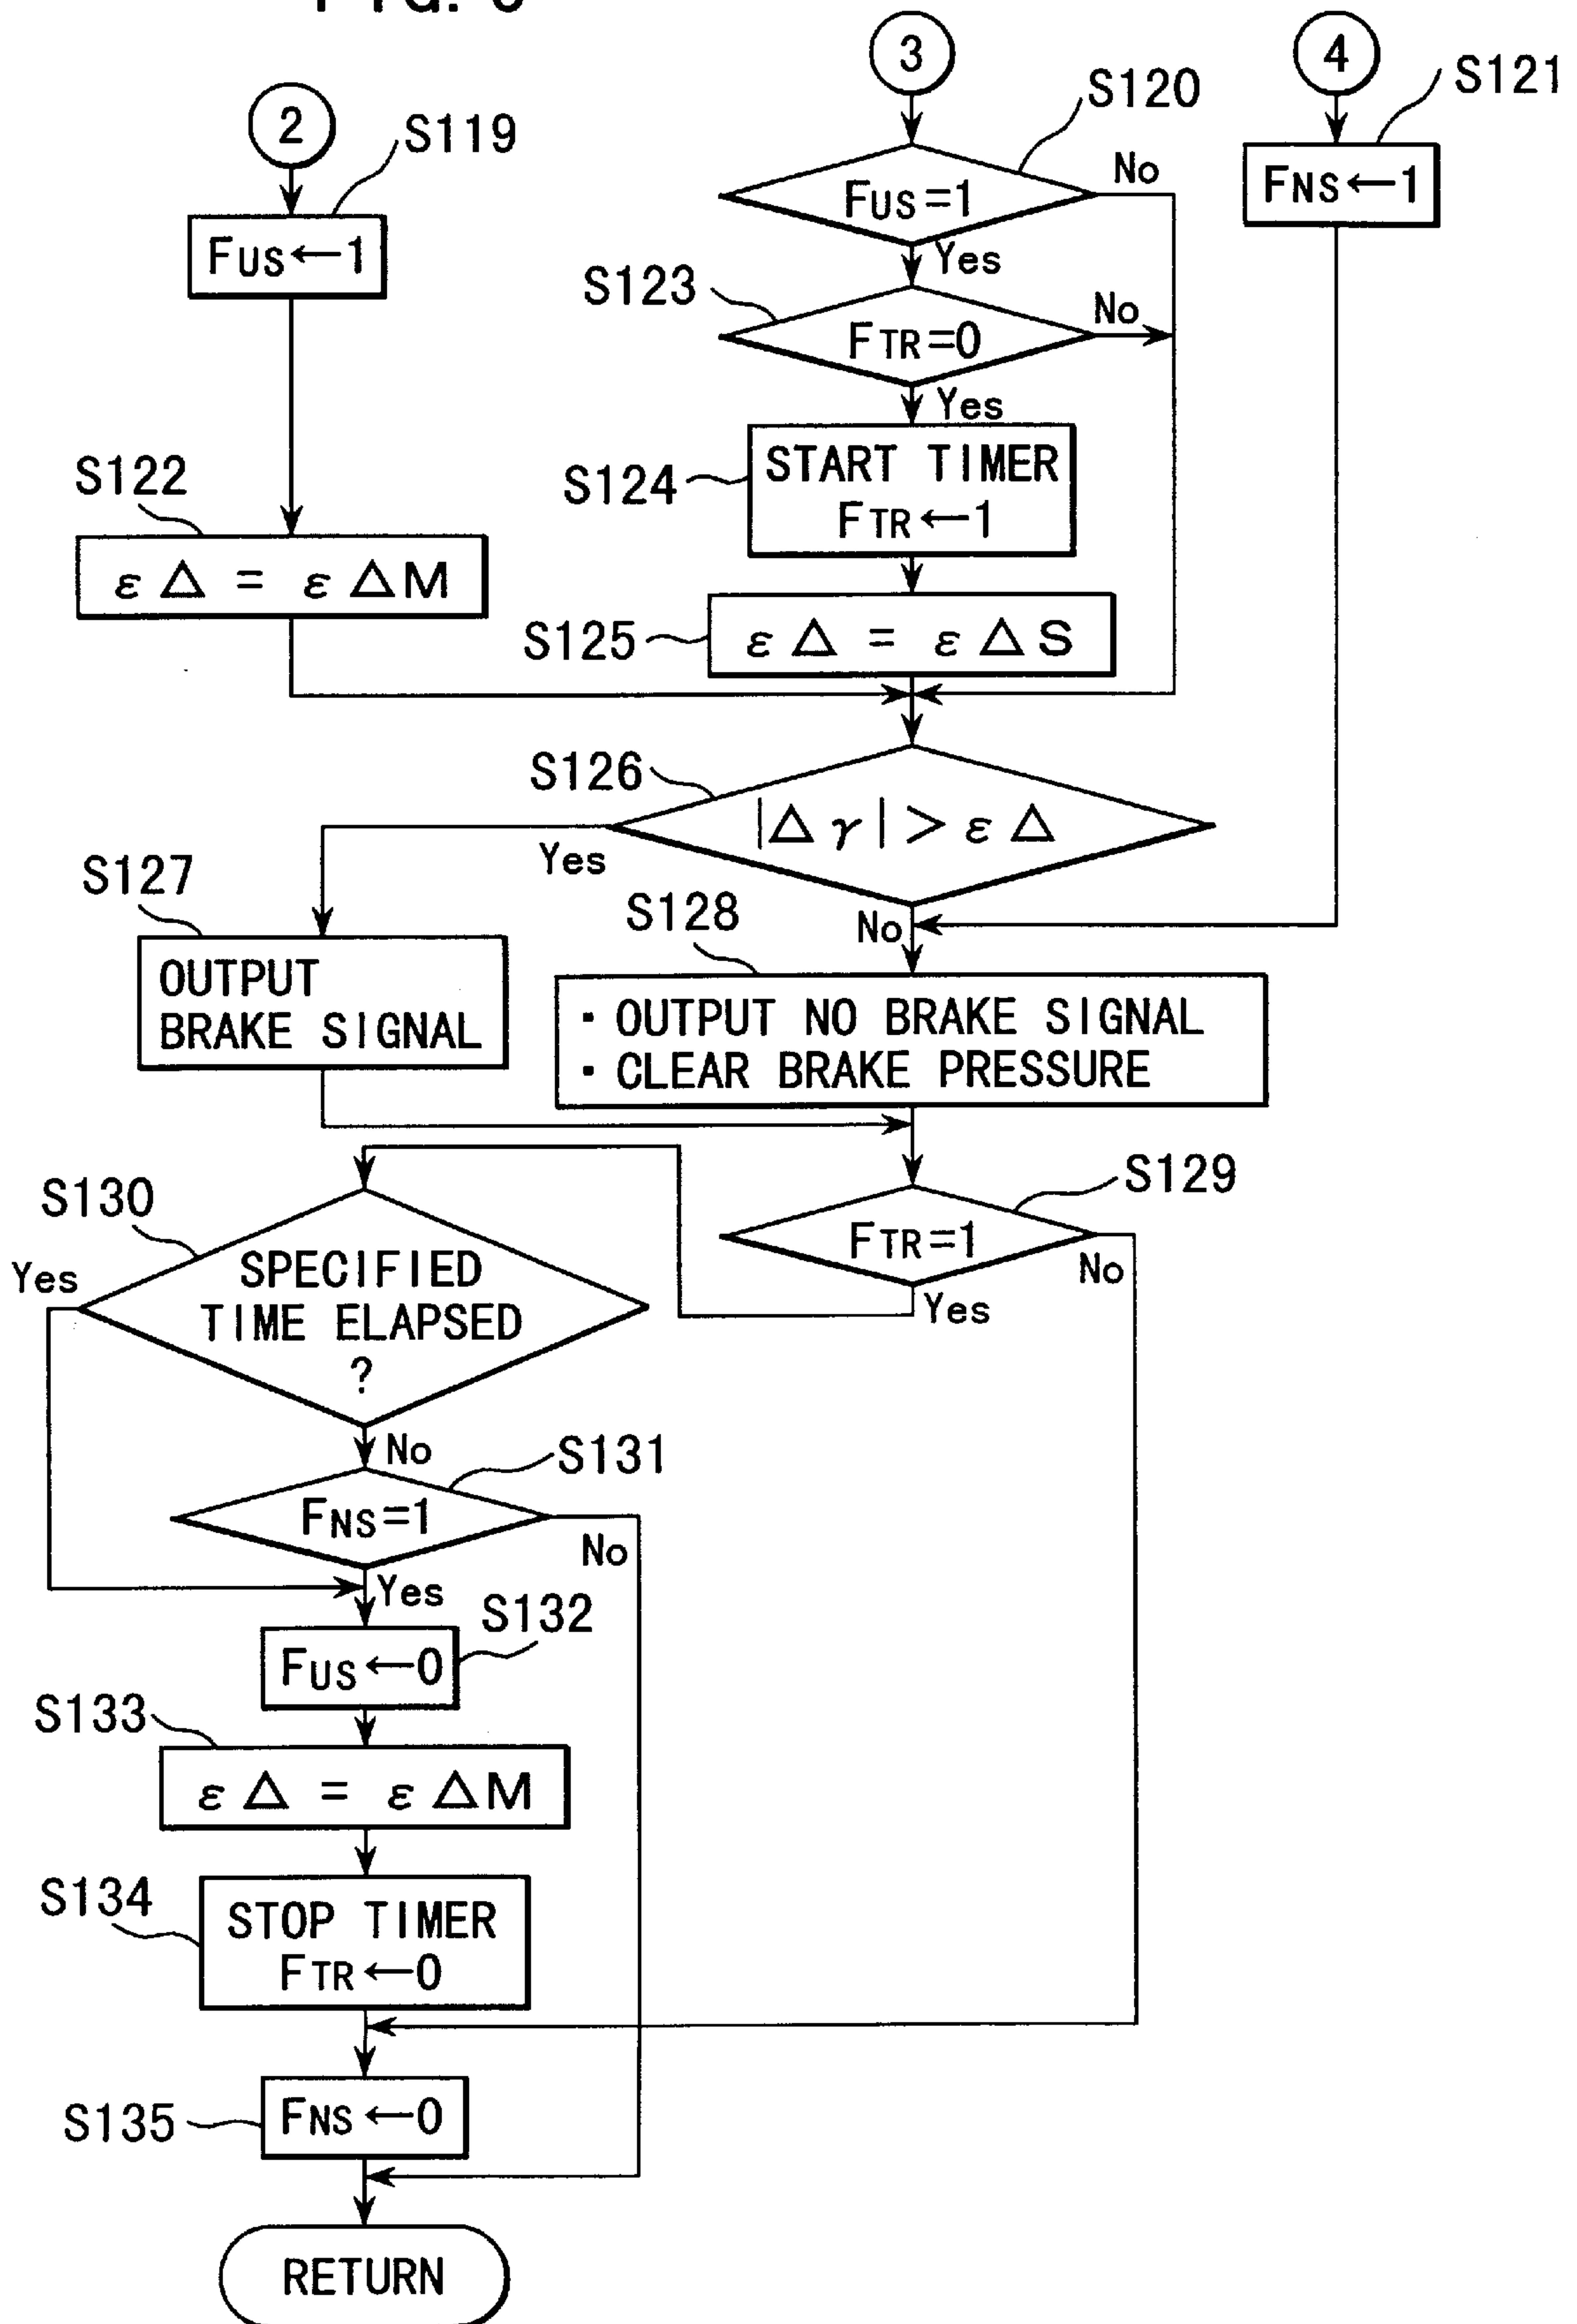 3
4
S120
S121
2
S119
No
FNS←1
FUS=1
FUS←1
Yes
S123
No
FTR=0
Yes
S122
S124
START TIMER
FTR←1
εΔ = εΔM
S125
εΔ = εΔS
S126
|Δγ| > εΔ
Yes
S127
S128
No
OUTPUT
BRAKE SIGNAL
・OUTPUT NO BRAKE SIGNAL
・CLEAR BRAKE PRESSURE
S129
S130
FTR=1
No
Yes
Yes
SPECIFIED
TIME ELAPSED
?
No
S131
FNS=1
No
Yes
S132
FUS←0
S133
εΔ = εΔM
S134
STOP TIMER
FTR←0
S135
FNS←0
RETURN